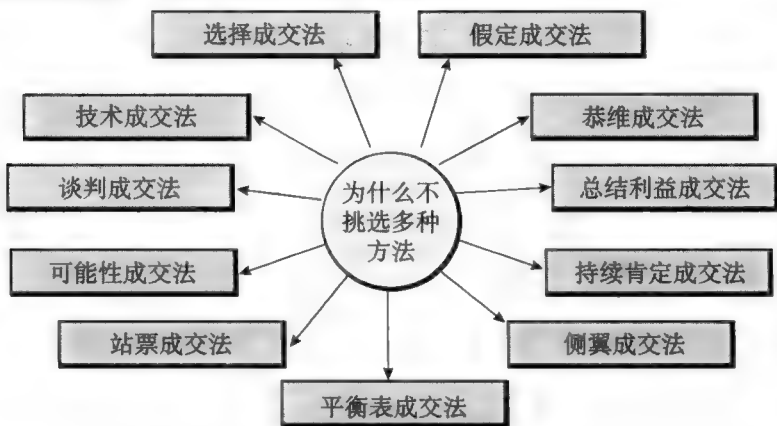 选择成交法
假定成交法
技术成交法
恭维成交法
谈判成交法
总结利益成交法
为什么不
挑选多种
方法
可能性成交法
持续肯定成交法
站票成交法
侧翼成交法
平衡表成交法